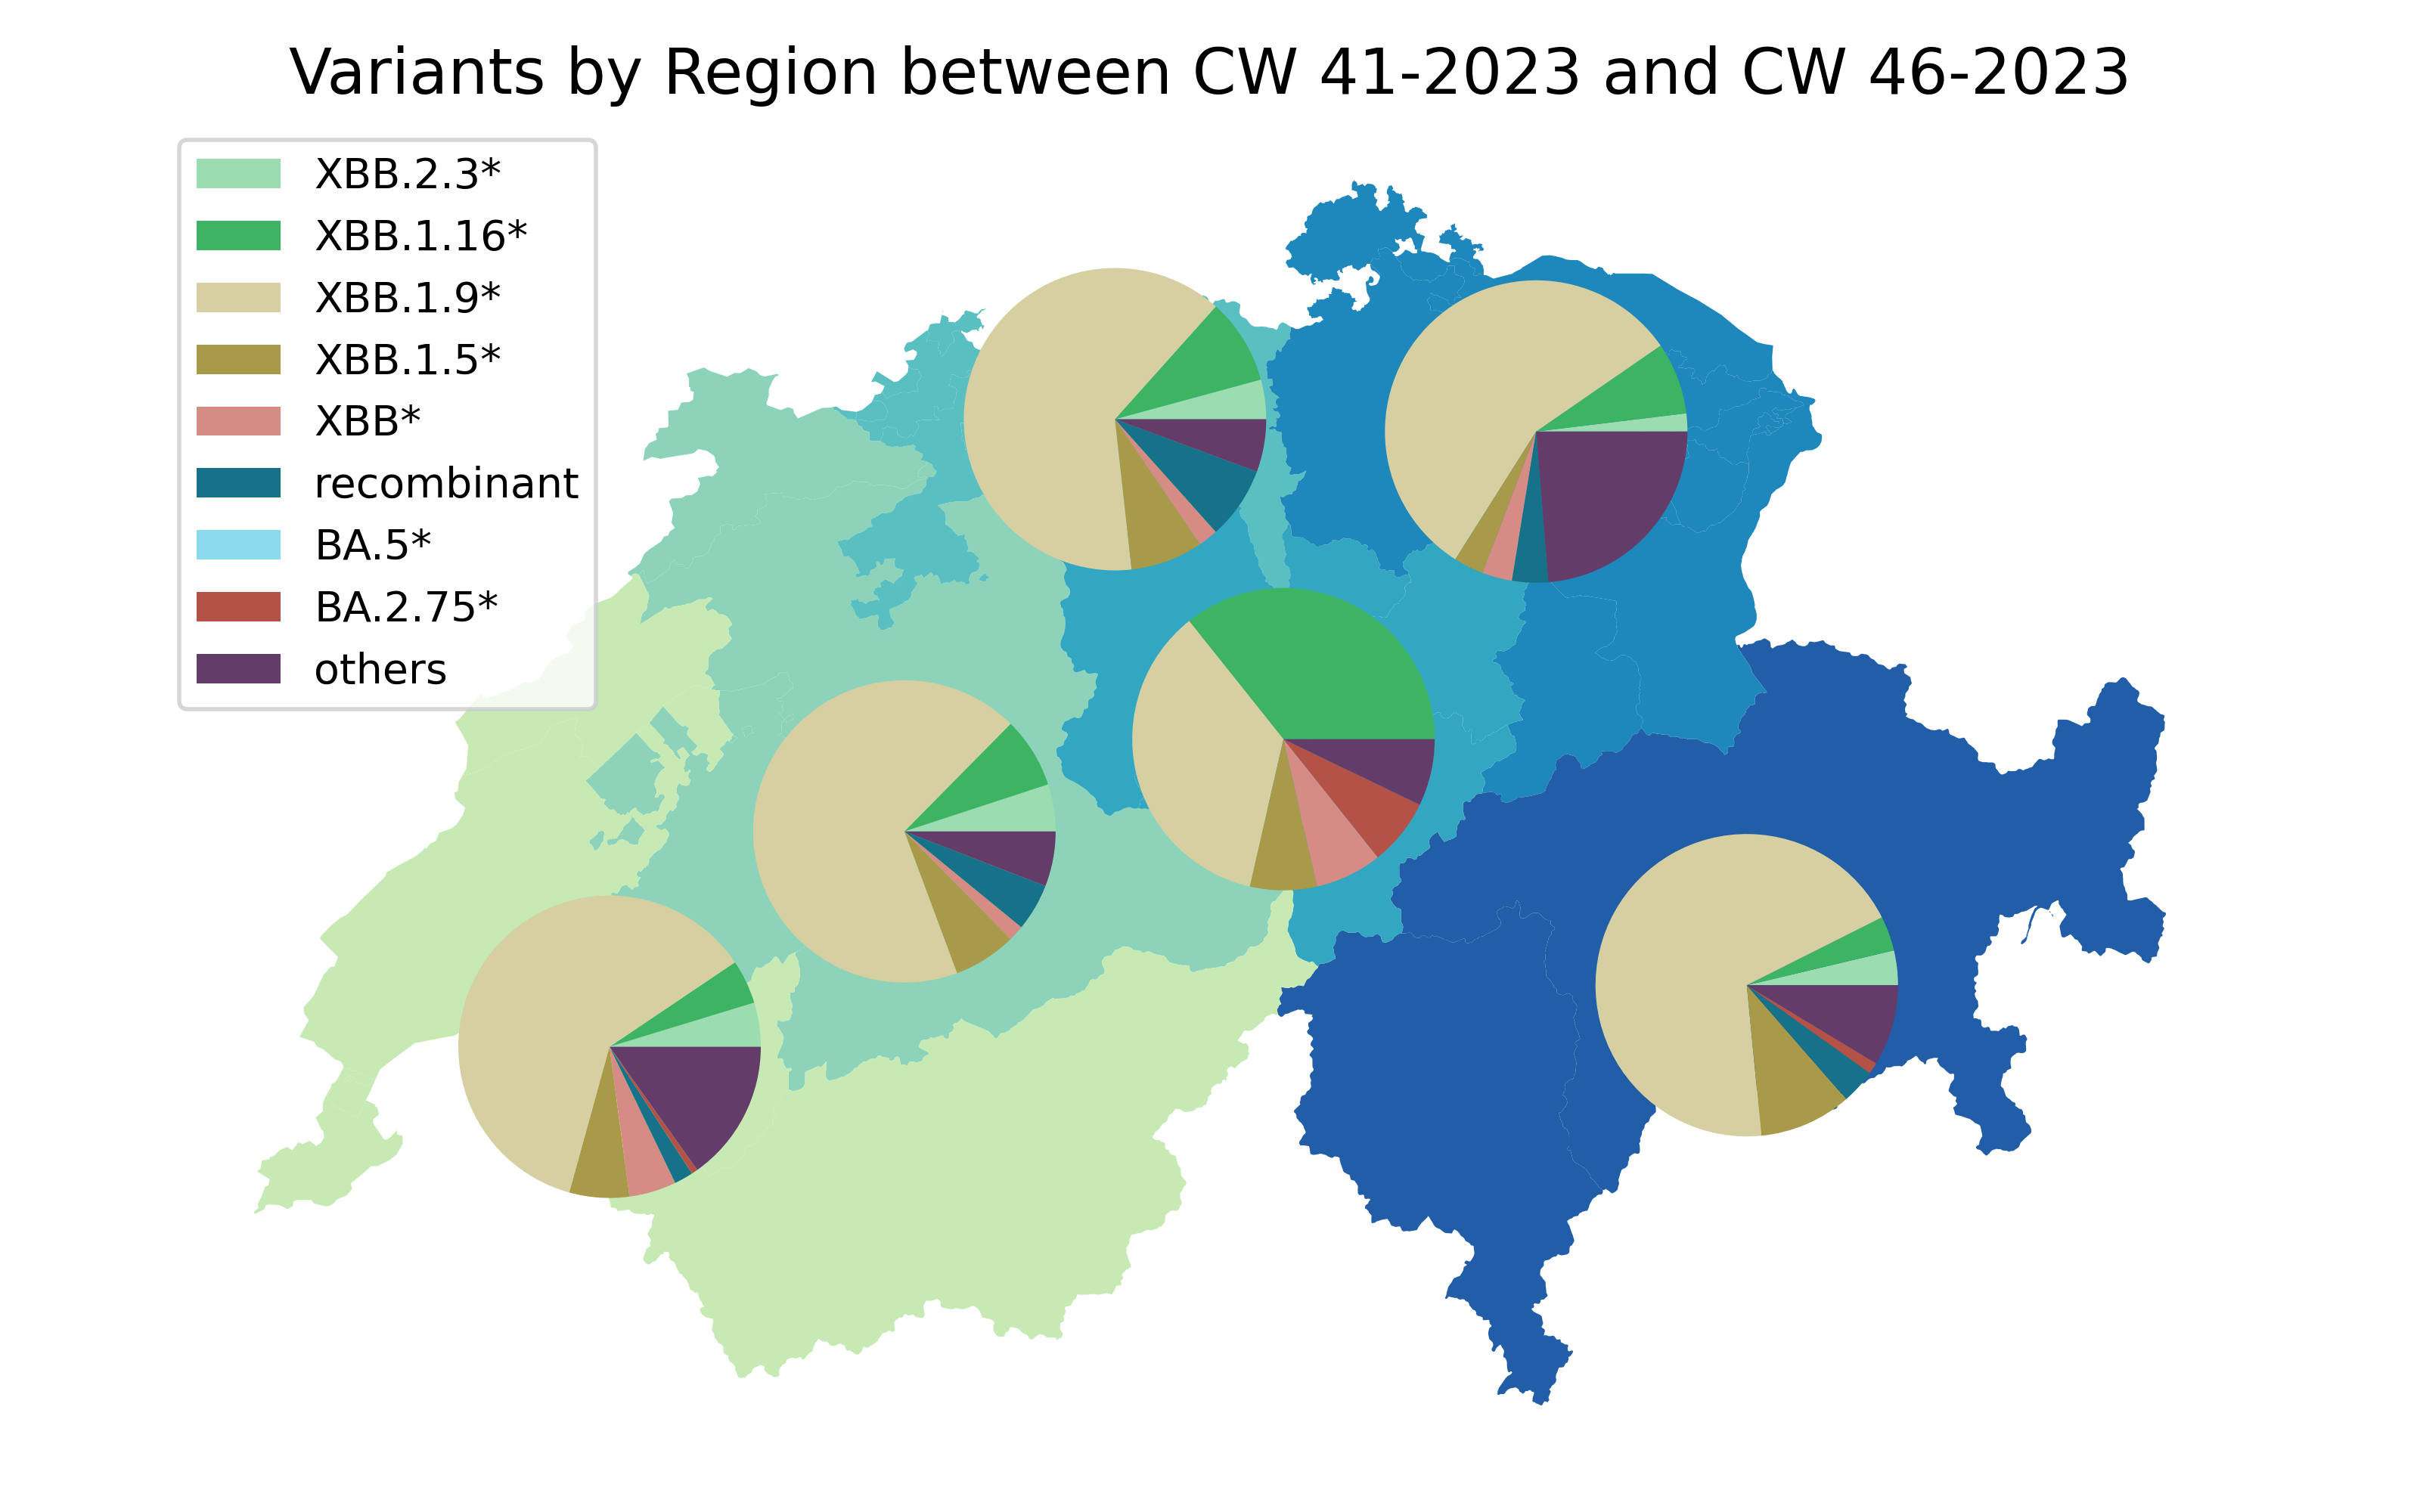 Variants by Region between CW 41-2023 and CW 46-2023
XBB.2.3*
XBB.1.16*
XBB.1.9*
XBB.1.5*
XBB*
recombinant
BA.5*
BA.2.75*
others